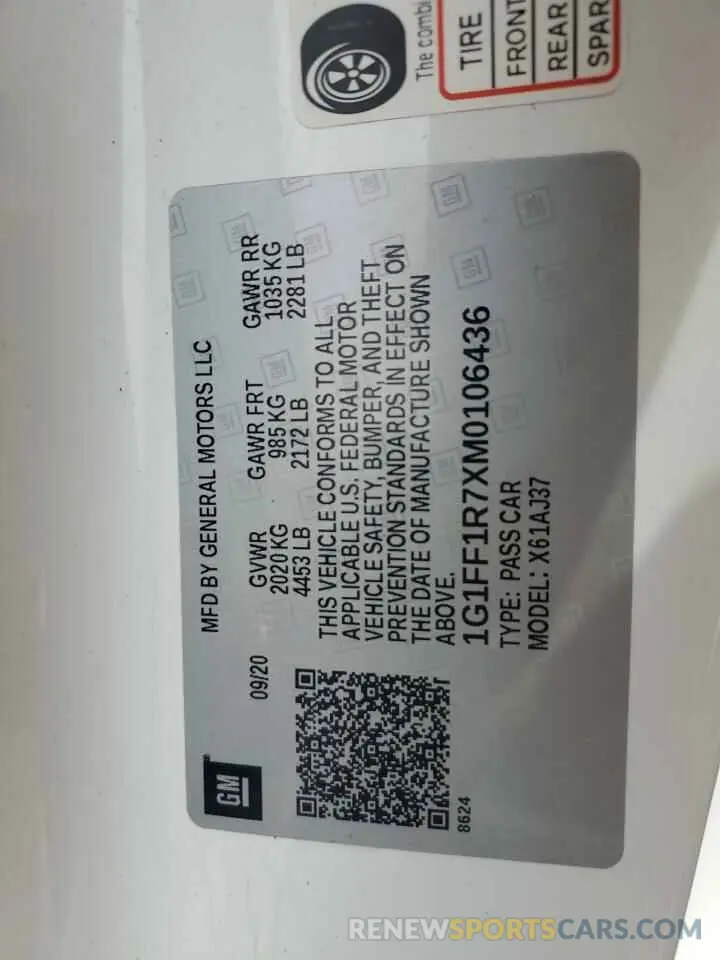 The combi
TIRE
FRONT
REAR
SPAR
MFD BY GENERAL MOTORS LLC
09/20
GVWR GAWR FRT GAWR RR
2020 KG 985 KG 1035 KG
4453 LB 2172 LB 2281 LB
THIS VEHICLE CONFORMS TO ALL
APPLICABLE U.S. FEDERAL MOTOR
VEHICLE SAFETY, BUMPER, AND THEFT
PREVENTION STANDARDS IN EFFECT ON
THE DATE OF MANUFACTURE SHOWN
ABOVE.
1G1FF1R7XM0106436
TYPE: PASS CAR
MODEL: X61AJ37
GM
8624
RENEWSPORTSCARS.COM